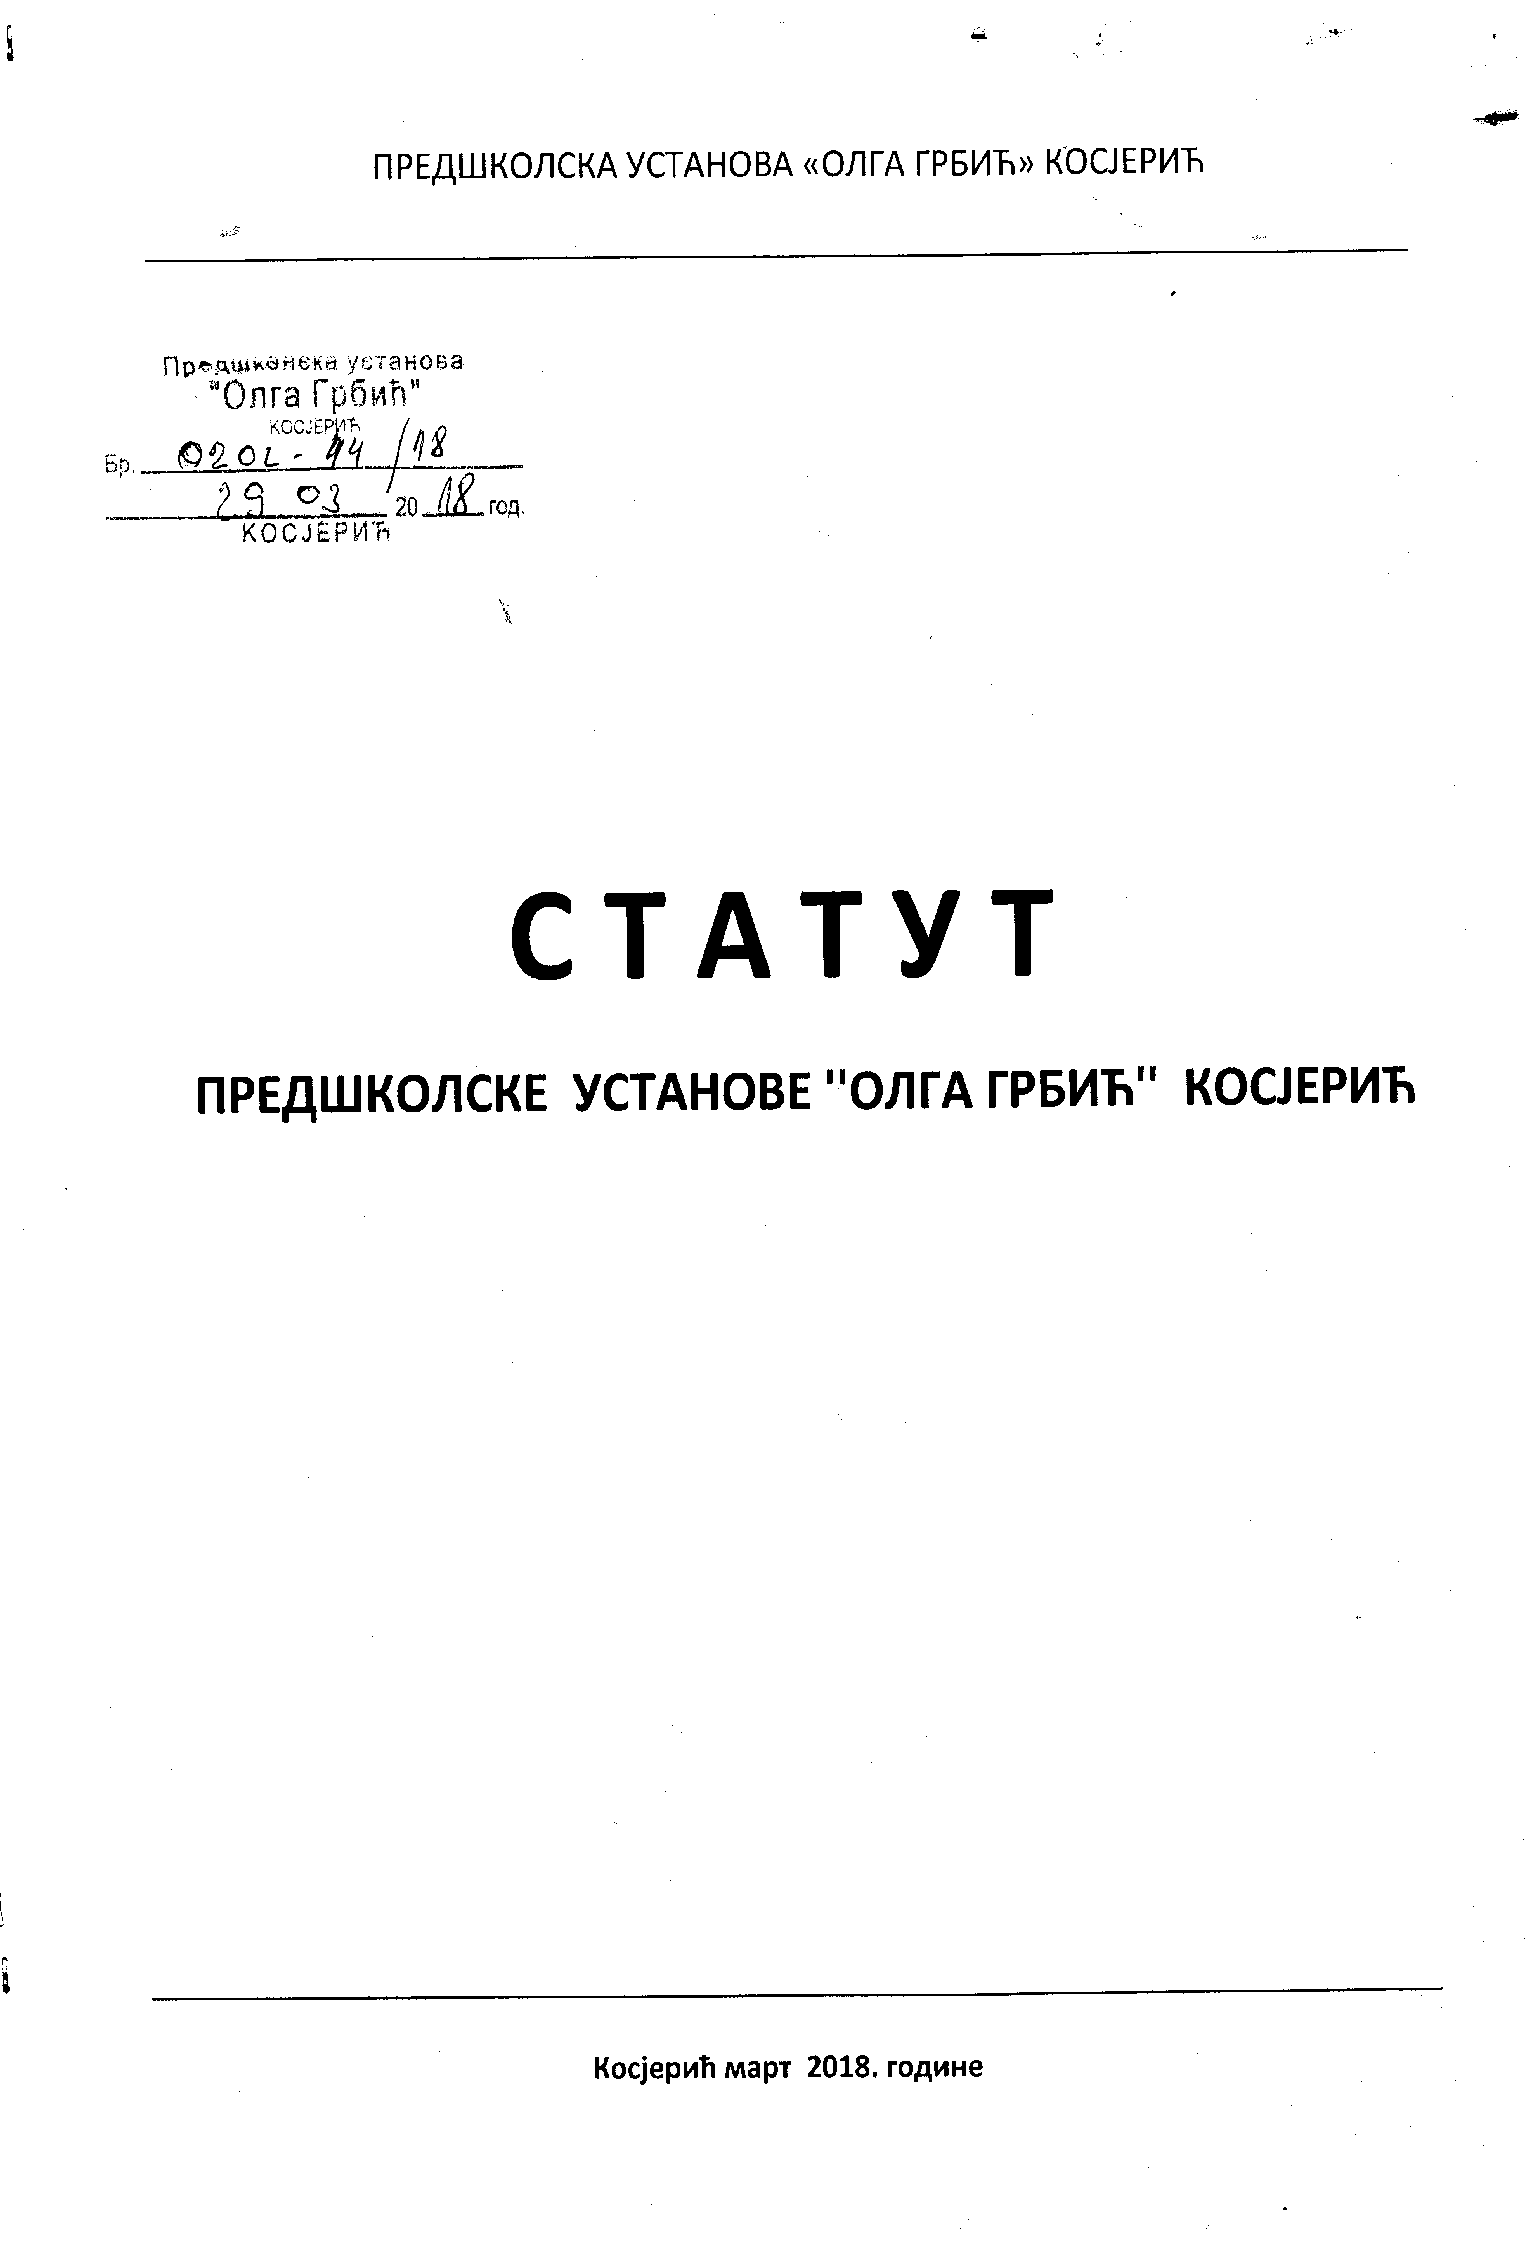 ПРЕДШКОЛСКА УСТАНОВА «ОЛГА ГРБИЋ» КОСЈЕРИЋ
Предшколска установа
"Олга Грбић"
КОСЈЕРИЋ
Бр. 0201-44/18
29 03 2018 год.
КОСЈЕРИЋ
СТАТУТ
ПРЕДШКОЛСКЕ УСТАНОВЕ "ОЛГА ГРБИЋ" КОСЈЕРИЋ
Косјерић март 2018. године